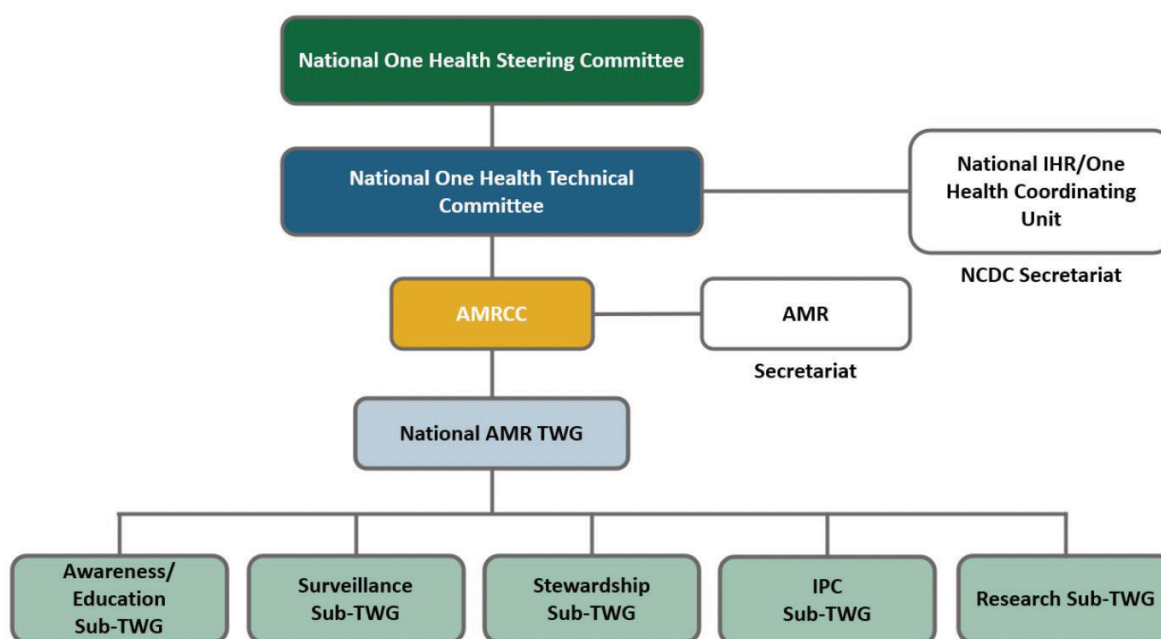 National One Health Steering Committee
National One Health Technical
Committee
National IHR/One
Health Coordinating
Unit
NCDC Secretariat
AMRCC
AMR
Secretariat
National AMR TWG
Awareness/
Education
Sub-TWG
Surveillance
Sub-TWG
Stewardship
Sub-TWG
IPC
Sub-TWG
Research Sub-TWG